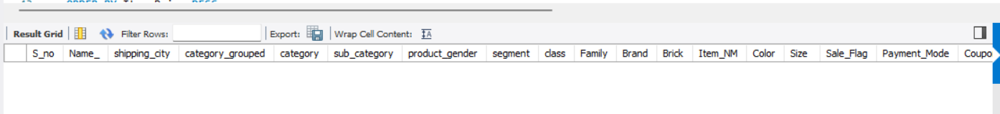 Result Grid Filter Rows: Export: Wrap Cell Content: IA
S_no Name_ shipping_city category_grouped category sub_category product_gender segment class Family Brand Brick Item_NM Color Size Sale_Flag Payment_Mode Coupo